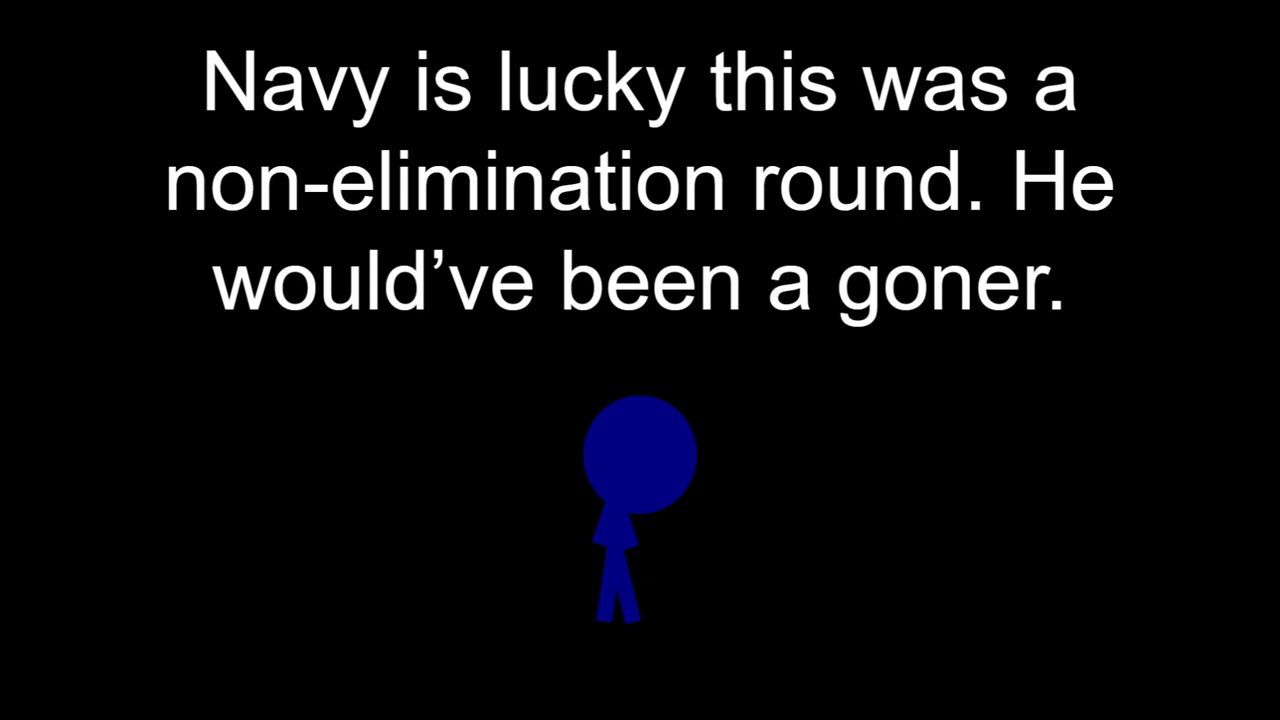 Navy is lucky this was a
non-elimination round. He
would’ve been a goner.